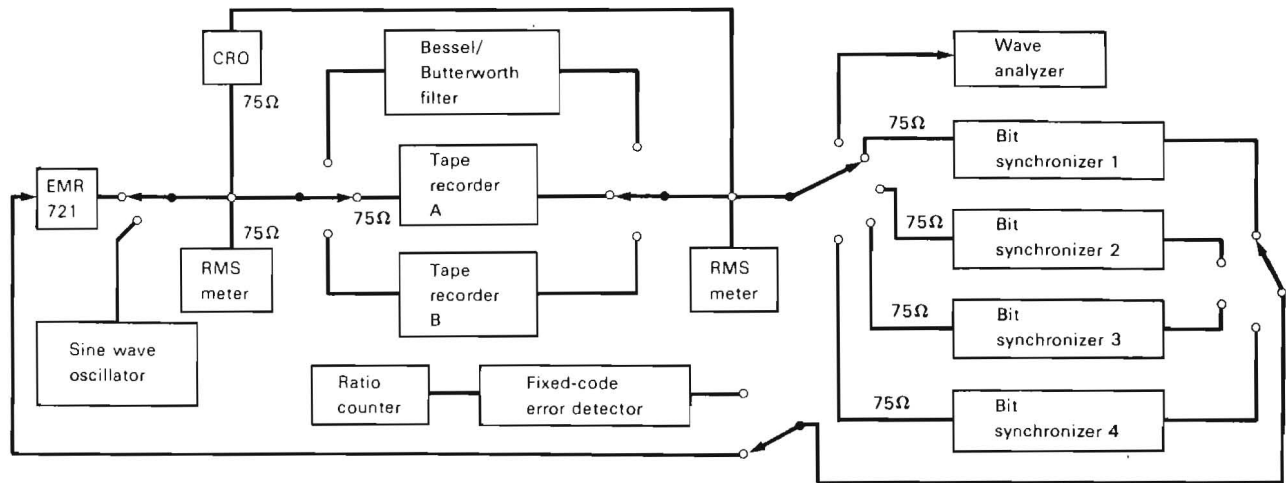 CRO
75Ω
Bessel/
Butterworth
filter
Wave
analyzer
75Ω
Bit
synchronizer 1
EMR
721
75Ω
Tape
recorder
A
75Ω
75Ω
Bit
synchronizer 2
RMS
meter
Tape
recorder
B
RMS
meter
75Ω
Bit
synchronizer 3
Sine wave
oscillator
Ratio
counter
Fixed-code
error detector
75Ω
Bit
synchronizer 4